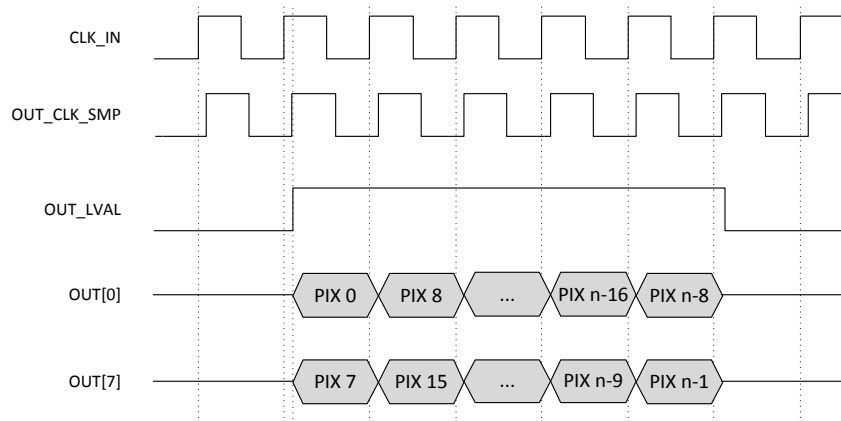 CLK_IN
OUT_CLK_SMP
OUT_LVAL
OUT[0] PIX 0 PIX 8 ... PIX n-16 PIX n-8
OUT[7] PIX 7 PIX 15 ... PIX n-9 PIX n-1